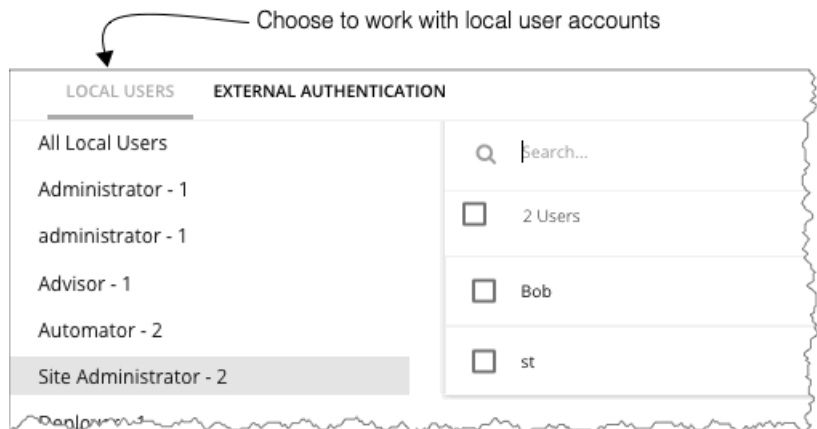 Choose to work with local user accounts
LOCAL USERS EXTERNAL AUTHENTICATION
All Local Users
Administrator - 1
administrator - 1
Advisor - 1
Automator - 2
Site Administrator - 2
Search...
2 Users
Bob
st